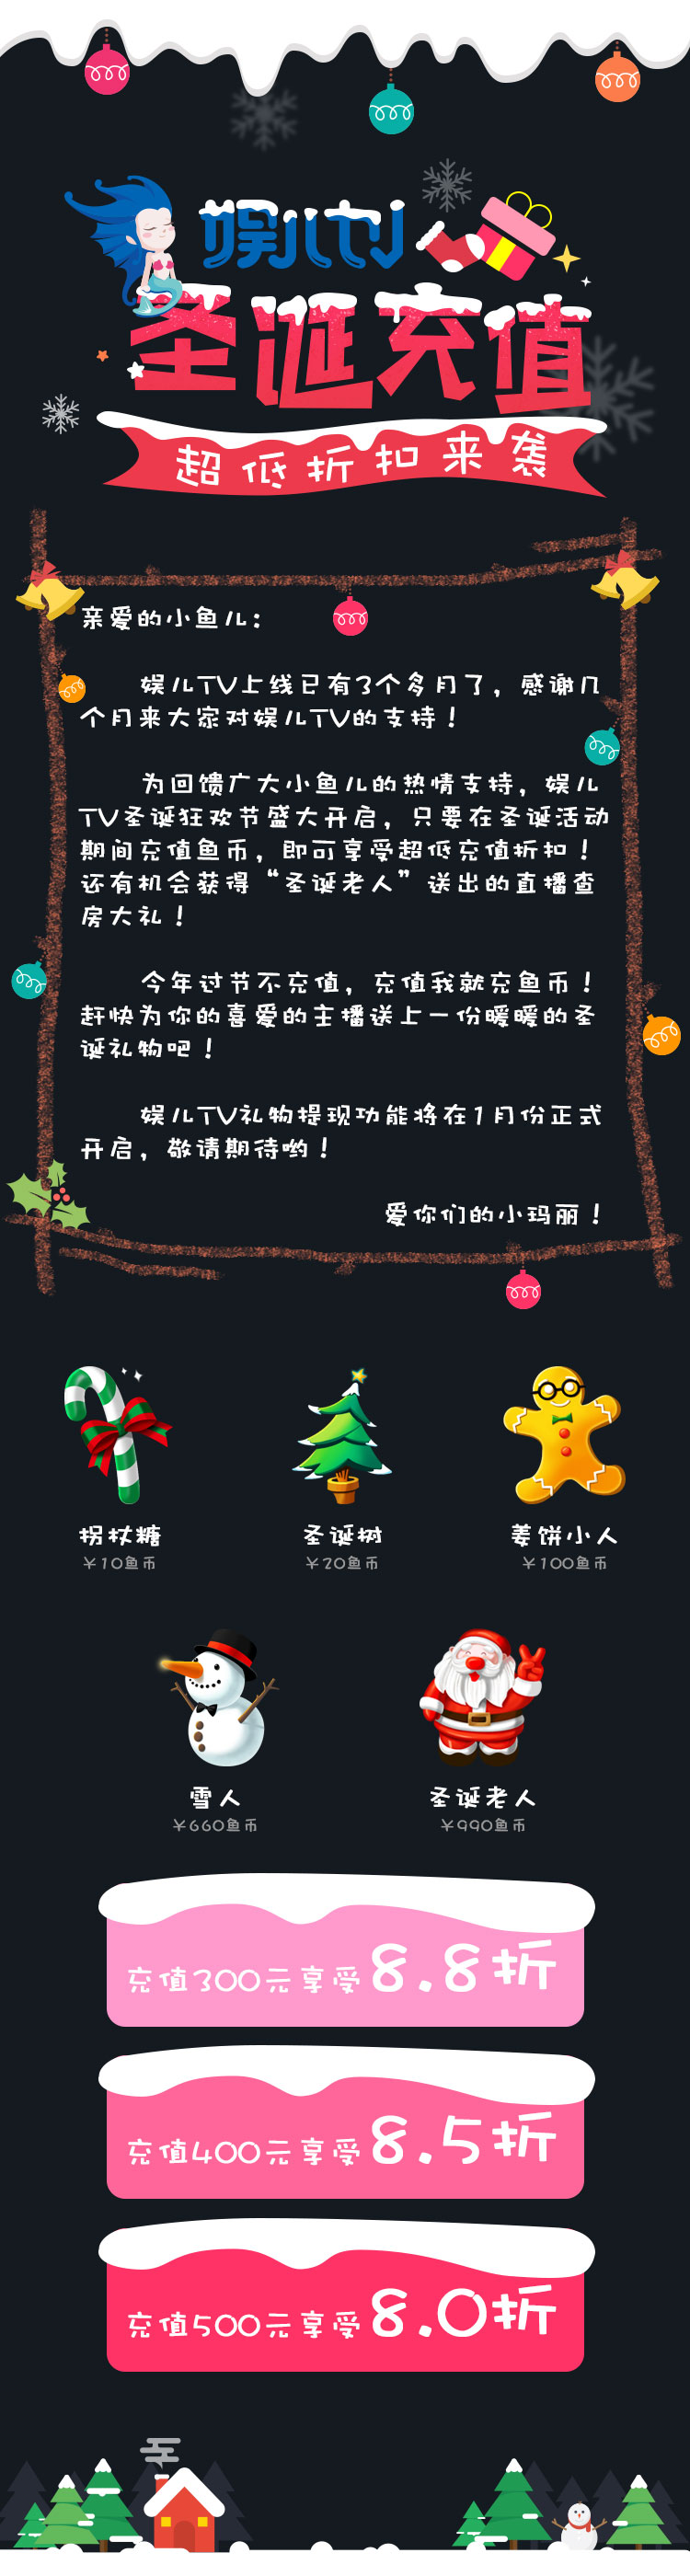 娱儿TV
圣诞充值
超低折扣来袭
亲爱的小鱼儿：
娱儿TV上线已有3个多月了，感谢几
个月来大家对娱儿TV的支持！
为回馈广大小鱼儿的热情支持，娱儿
TV圣诞狂欢节盛大开启，只要在圣诞活动
期间充值鱼币，即可享受超低充值折扣！
还有机会获得“圣诞老人”送出的直播查
房大礼！
今年过节不充值，充值我就充鱼币！
赶快为你的喜爱的主播送上一份暖暖的圣
诞礼物吧！
娱儿TV礼物提现功能将在1月份正式
开启，敬请期待哟！
爱你们的小玛丽！
拐杖糖 圣诞树 姜饼小人
￥10鱼币 ￥20鱼币 ￥100鱼币
雪人 圣诞老人
￥660鱼币 ￥990鱼币
充值300元享受8.8折
充值400元享受8.5折
充值500元享受8.0折